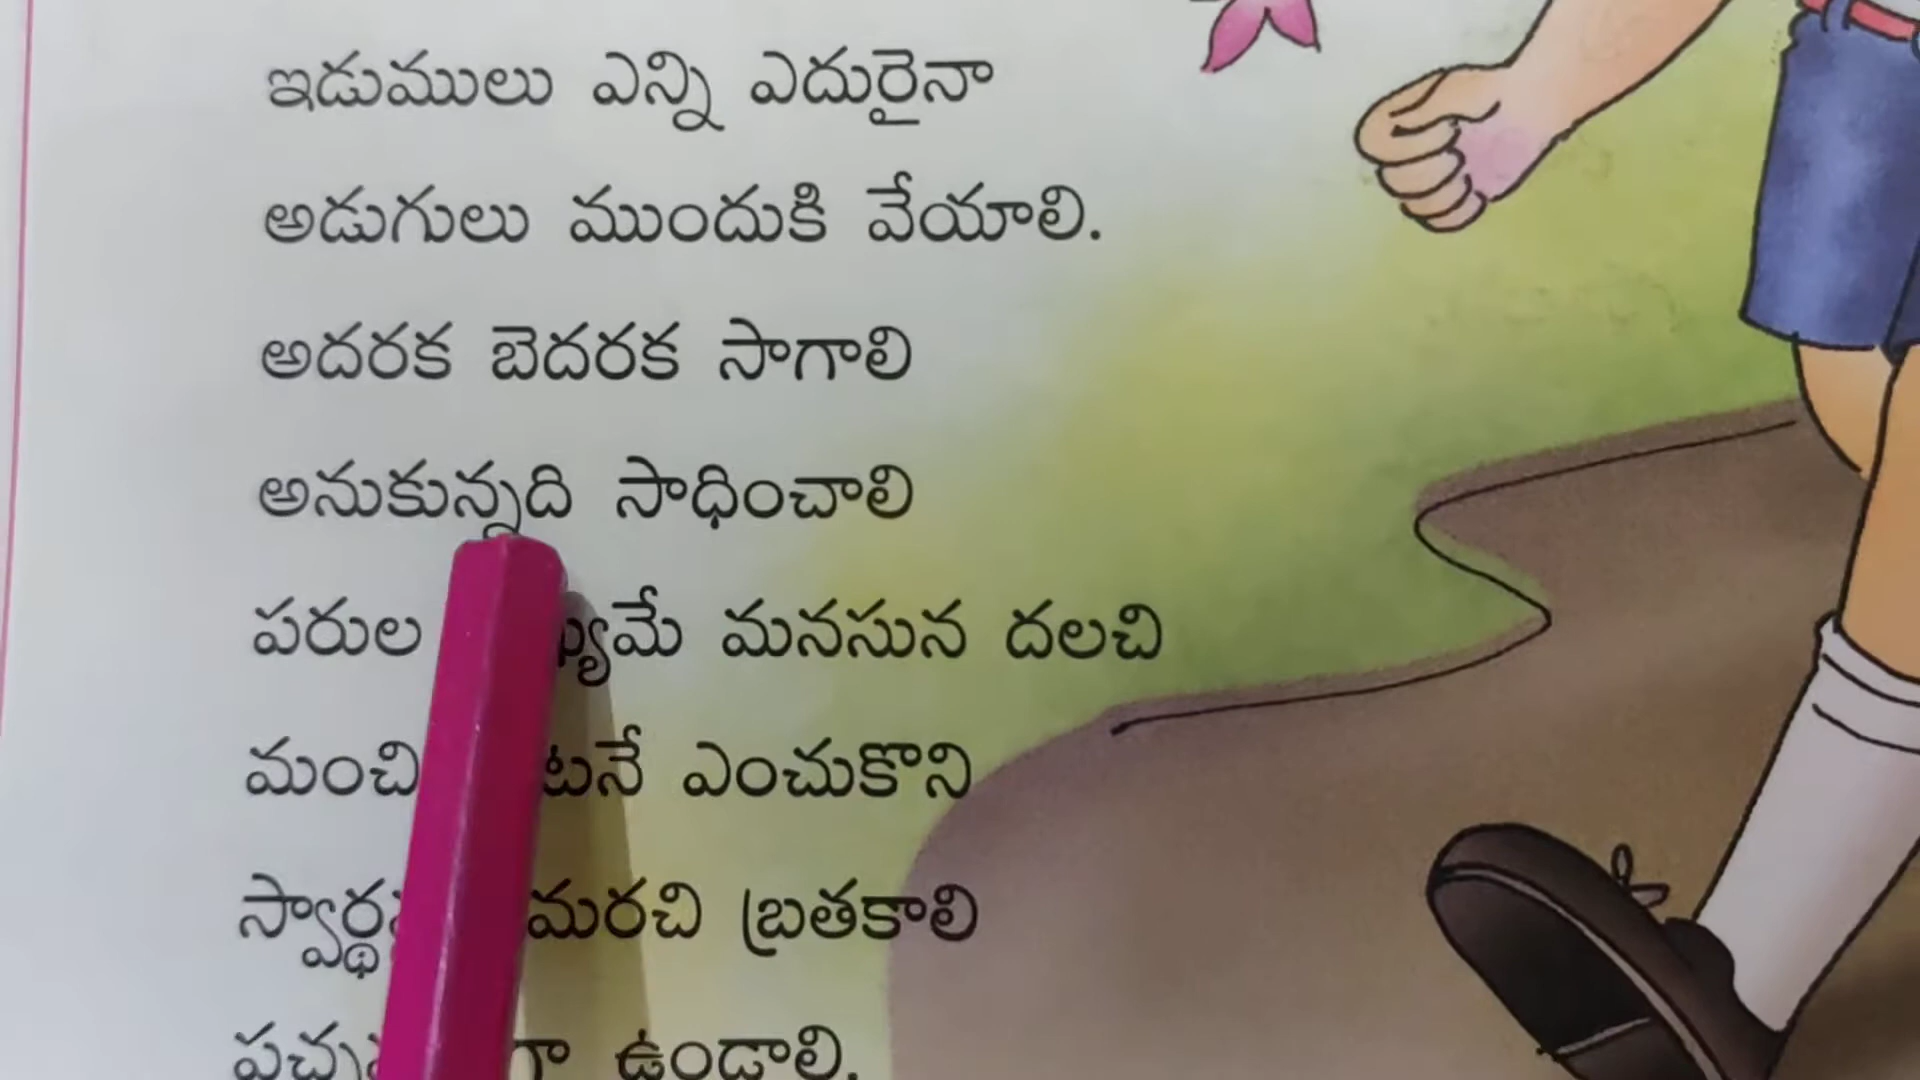 ఇడుములు ఎన్ని ఎదురైనా
అడుగులు ముందుకి వేయాలి.
అదరక బెదరక సాగాలి
అనుకున్నది సాధించాలి
పరుల మనసున దలచి
మంచి ఎంచుకొని
మరచి బ్రతకాలి
ఉండాలి.